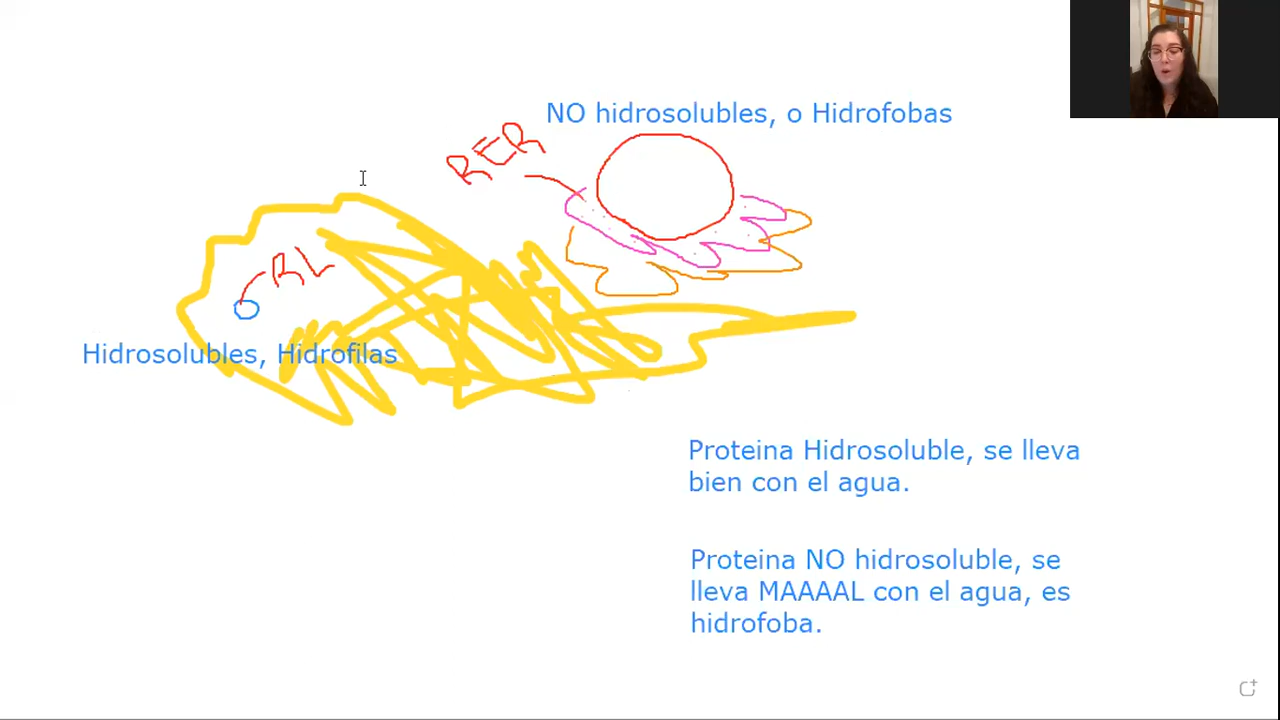 NO hidrosolubles, o Hidrofobas
RER
RL
Hidrosolubles, Hidrofilas
Proteina Hidrosoluble, se lleva
bien con el agua.
Proteina NO hidrosoluble, se
lleva MAAAAL con el agua, es
hidrofoba.